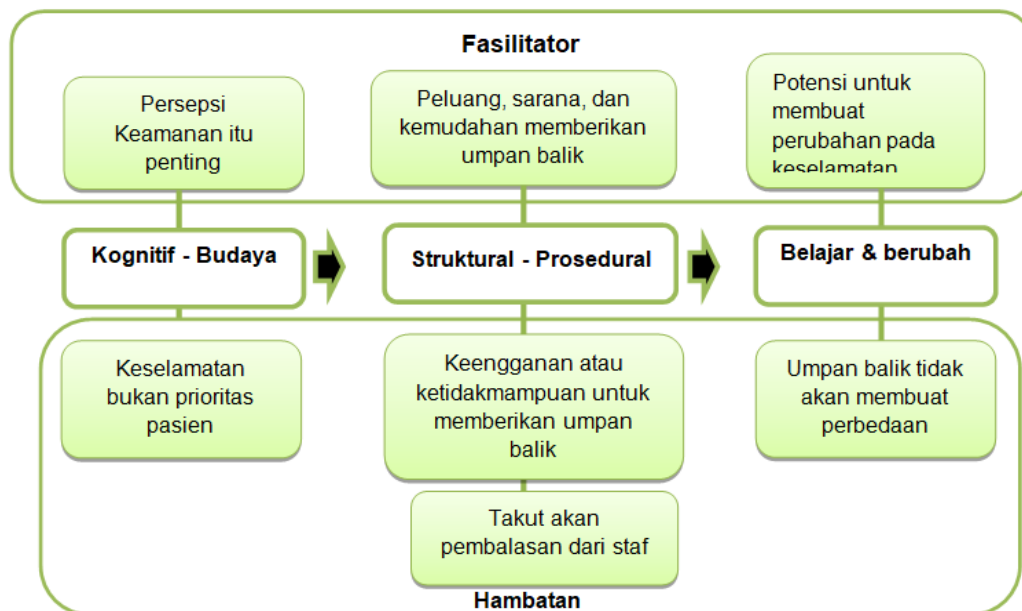 Fasilitator
Persepsi
Keamanan itu
penting
Peluang, sarana, dan
kemudahan memberikan
umpan balik
Potensi untuk
membuat
perubahan pada
keselamatan
Kognitif - Budaya
Struktural - Prosedural
Belajar & berubah
Keselamatan
bukan prioritas
pasien
Keengganan atau
ketidakmampuan untuk
memberikan umpan
balik
Umpan balik tidak
akan membuat
perbedaan
Takut akan
pembalasan dari staf
Hambatan